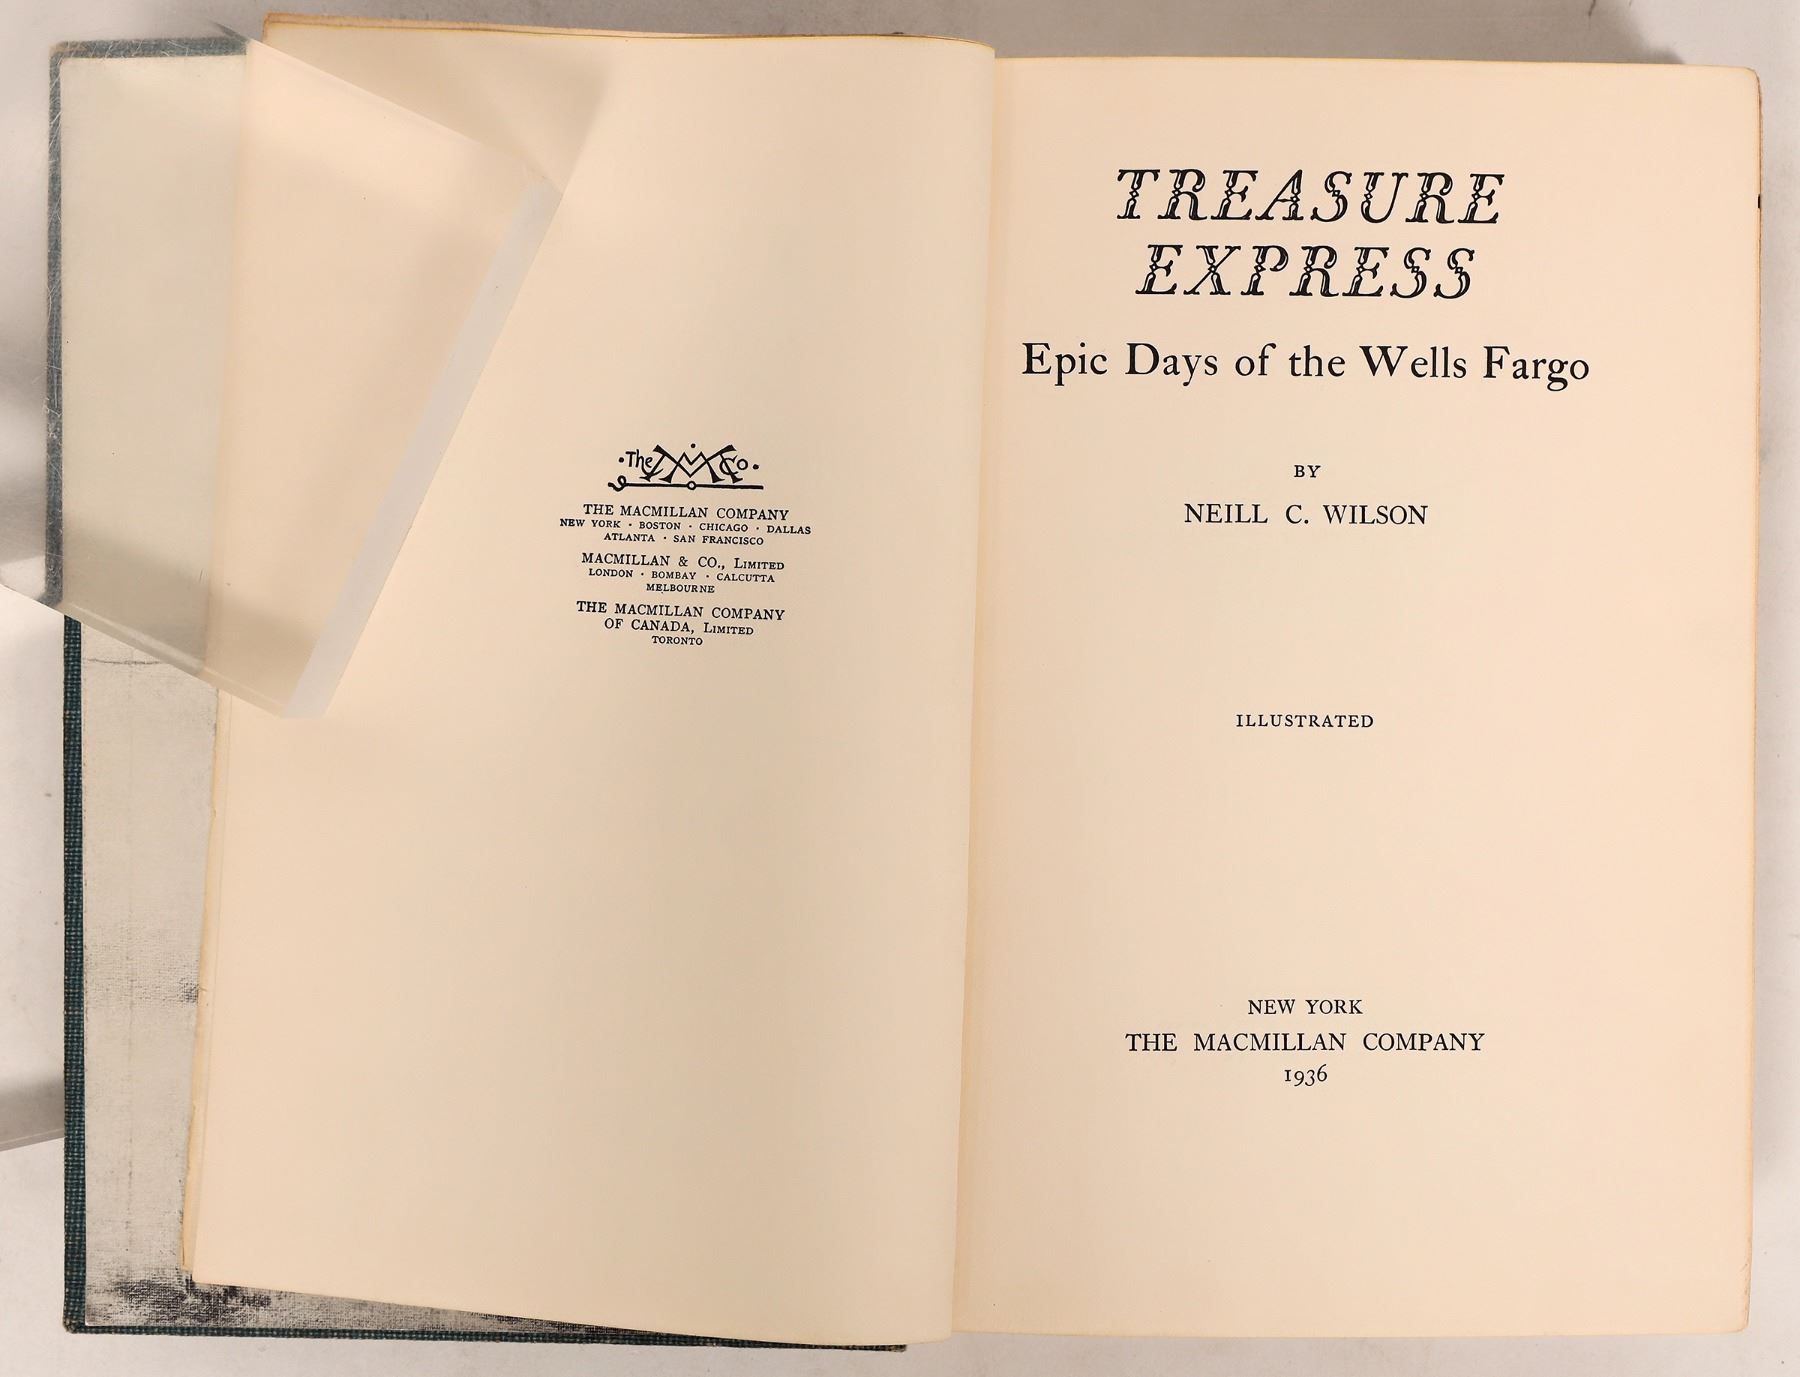 ·The M Co·
THE MACMILLAN COMPANY
NEW YORK · BOSTON · CHICAGO · DALLAS
ATLANTA · SAN FRANCISCO
MACMILLAN & CO., LIMITED
LONDON · BOMBAY · CALCUTTA
MELBOURNE
THE MACMILLAN COMPANY
OF CANADA, LIMITED
TORONTO
TREASURE
EXPRESS
Epic Days of the Wells Fargo
BY
NEILL C. WILSON
ILLUSTRATED
NEW YORK
THE MACMILLAN COMPANY
1936